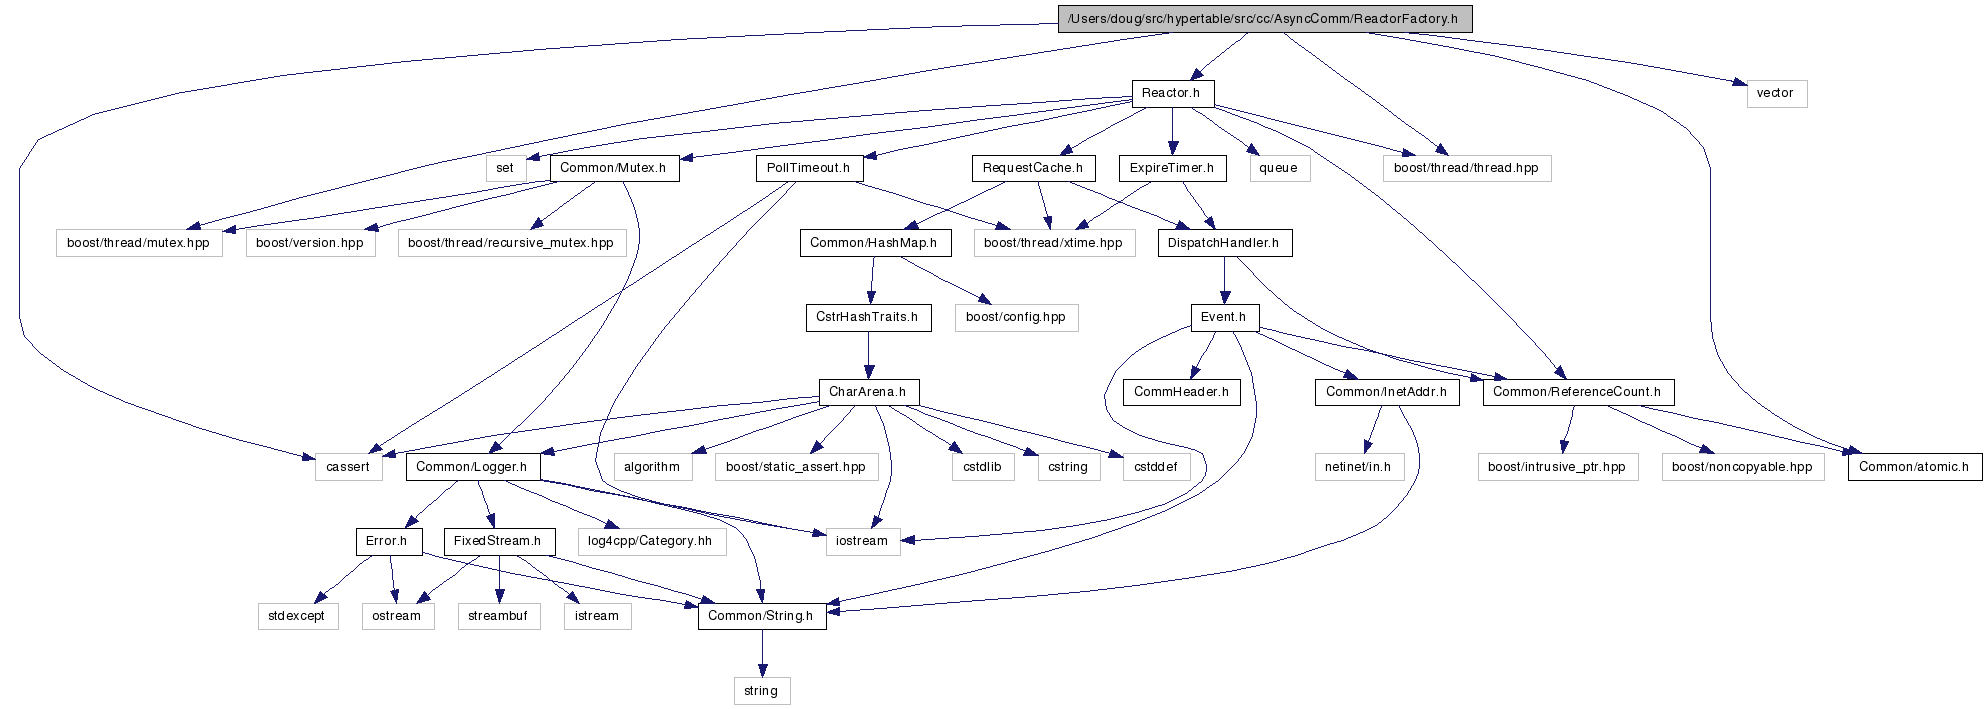 /Users/doug/src/hypertable/src/cc/AsyncComm/ReactorFactory.h
Reactor.h
vector
set
Common/Mutex.h
PollTimeout.h
RequestCache.h
ExpireTimer.h
queue
boost/thread/thread.hpp
boost/thread/mutex.hpp
boost/version.hpp
boost/thread/recursive_mutex.hpp
Common/HashMap.h
boost/thread/xtime.hpp
DispatchHandler.h
CstrHashTraits.h
boost/config.hpp
Event.h
CharArena.h
CommHeader.h
Common/InetAddr.h
Common/ReferenceCount.h
cassert
Common/Logger.h
algorithm
boost/static_assert.hpp
cstdlib
cstring
cstddef
netinet/in.h
boost/intrusive_ptr.hpp
boost/noncopyable.hpp
Common/atomic.h
Error.h
FixedStream.h
log4cpp/Category.hh
iostream
stdexcept
ostream
streambuf
istream
Common/String.h
string